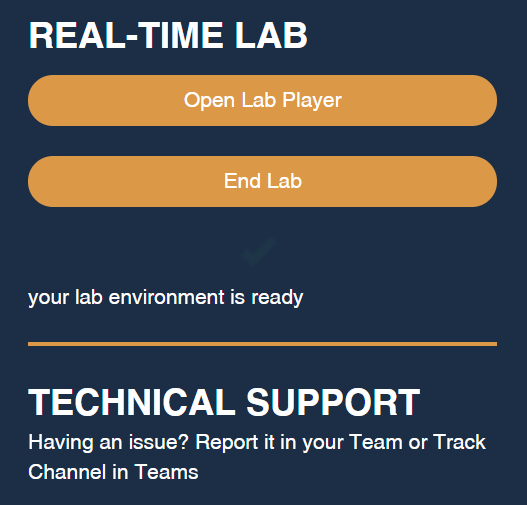 REAL-TIME LAB
Open Lab Player
End Lab
your lab environment is ready
TECHNICAL SUPPORT
Having an issue? Report it in your Team or Track
Channel in Teams